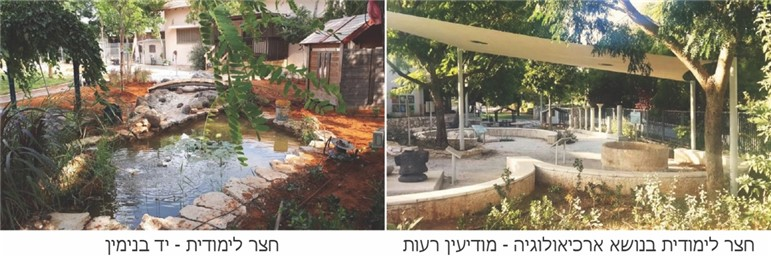 חצר לימודית בנושא ארכיאולוגיה - מודיעין רעות
חצר לימודית - יד בנימין